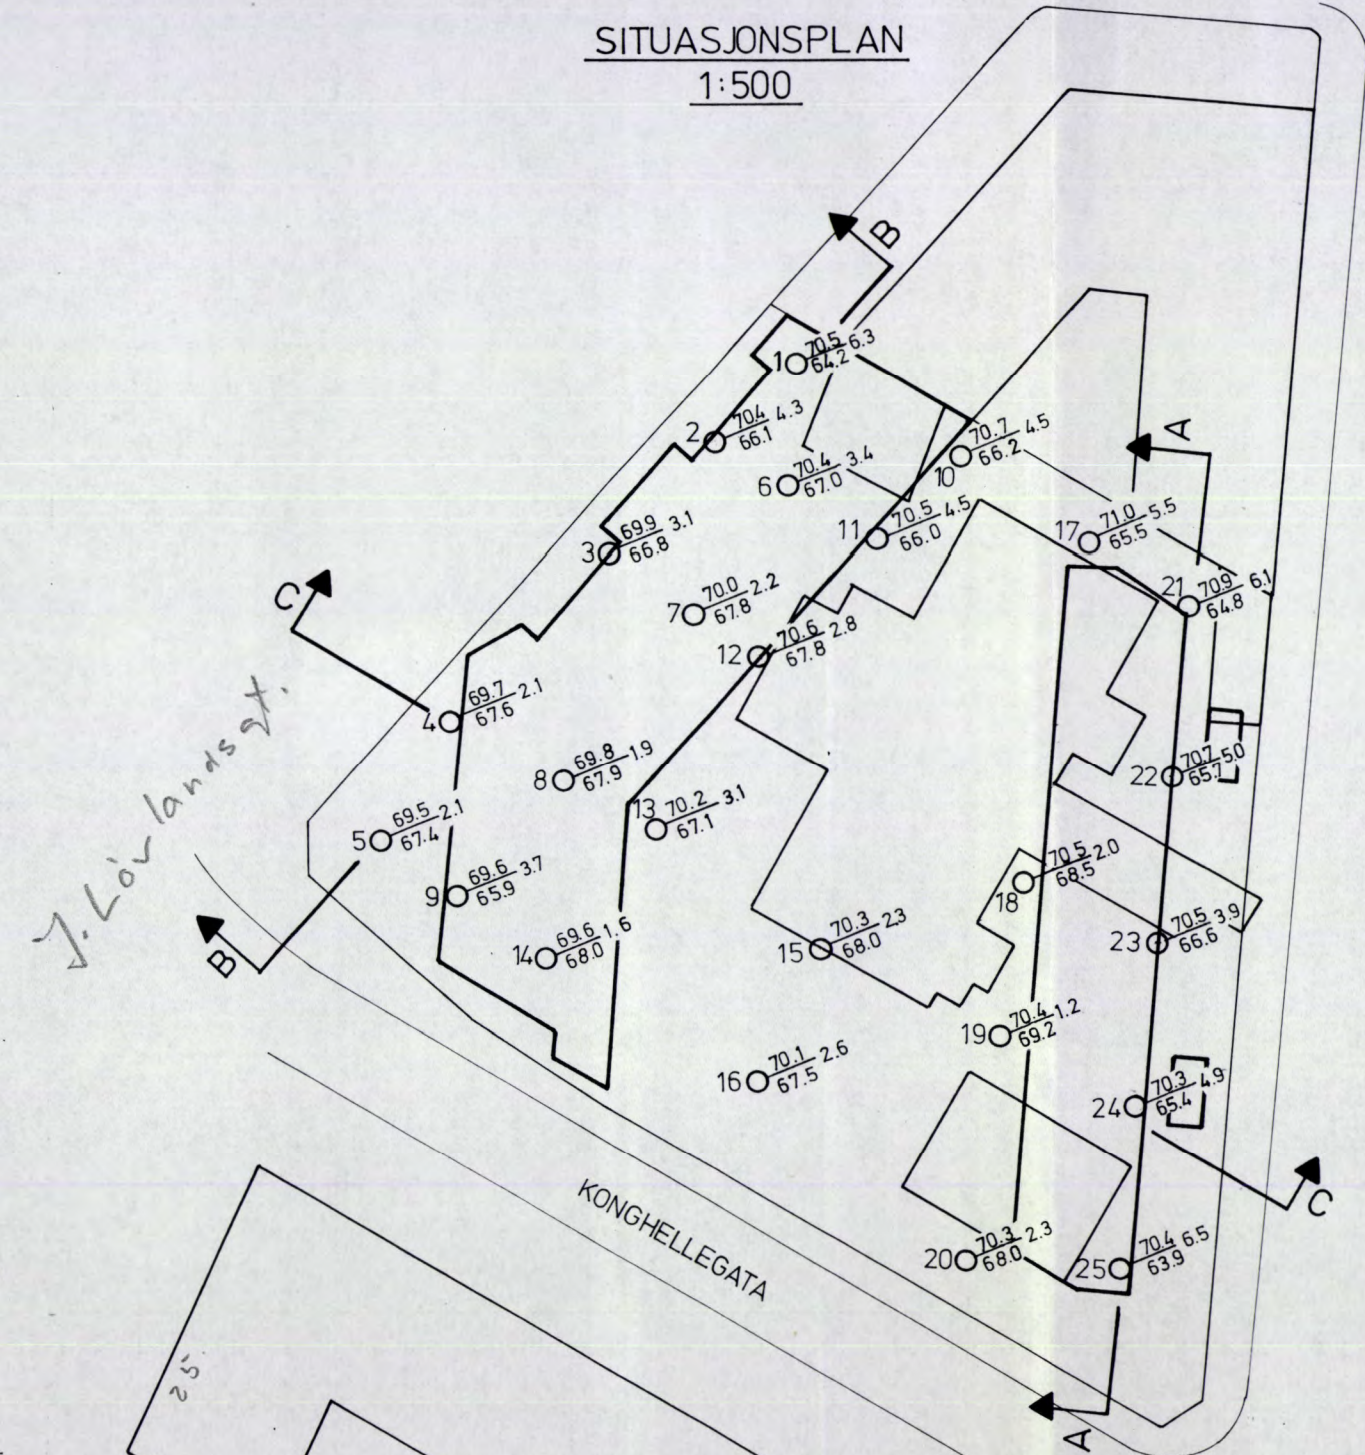 SITUASJONSPLAN
1:500
B
1 70.5 6.3
64.2
2 70.4 4.3
66.1
A
10 70.7 4.5
66.2
6 70.4 3.4
67.0
11 70.5 4.5
66.0
17 71.0 5.5
65.5
3 69.9 3.1
66.8
C
7 70.0 2.2
67.8
21 70.9 6.1
64.8
12 70.6 2.8
67.8
4 69.7 2.1
67.6
8 69.8 1.9
67.9
22 70.7 5.0
65.7
13 70.2 3.1
67.1
5 69.5 2.1
67.4
J. Løvlands gt.
9 69.6 3.7
65.9
18 70.5 2.0
68.5
14 69.6 1.6
68.0
15 70.3 2.3
68.0
23 70.5 3.9
66.6
B
19 70.4 1.2
69.2
16 70.1 2.6
67.5
24 70.3 4.9
65.4
C
KONGHELLEGATA
20 70.3 2.3
68.0
25 70.4 6.5
63.9
25
A